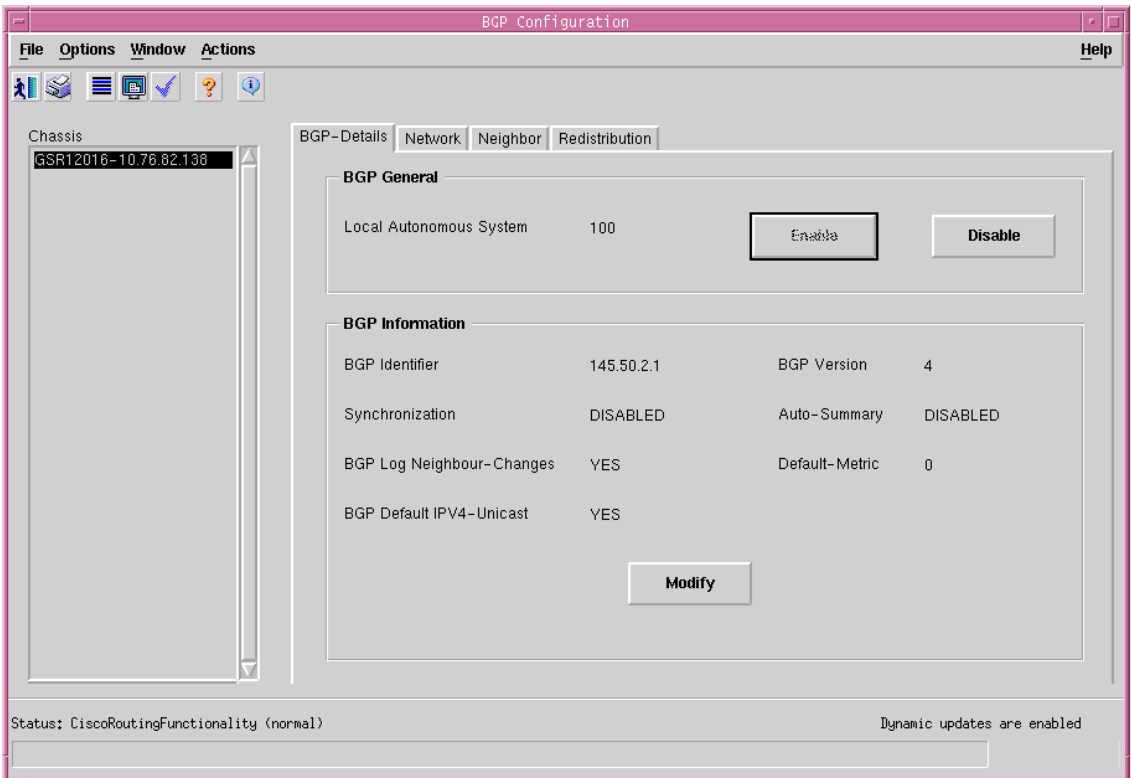 BGP Configuration
File Options Window Actions Help
Chassis
GSR12016-10.76.82.138
BGP-Details Network Neighbor Redistribution
BGP General
Local Autonomous System 100 Enable Disable
BGP Information
BGP Identifier 145.50.2.1 BGP Version 4
Synchronization DISABLED Auto-Summary DISABLED
BGP Log Neighbour-Changes YES Default-Metric 0
BGP Default IPV4-Unicast YES
Modify
Status: CiscoRoutingFunctionality (normal) Dynamic updates are enabled